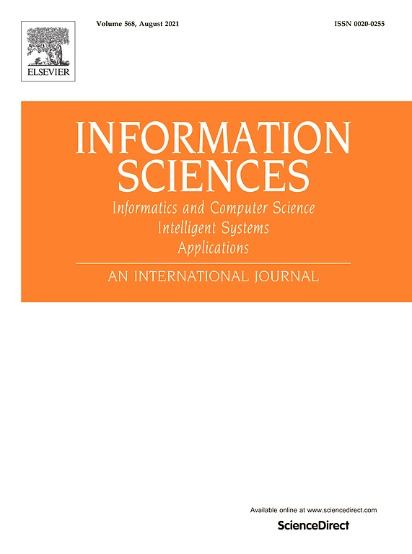 Volume 568, August 2021
ISSN 0020-0255
ELSEVIER
INFORMATION
SCIENCES
Informatics and Computer Science
Intelligent Systems
Applications
AN INTERNATIONAL JOURNAL
Available online at www.sciencedirect.com
ScienceDirect